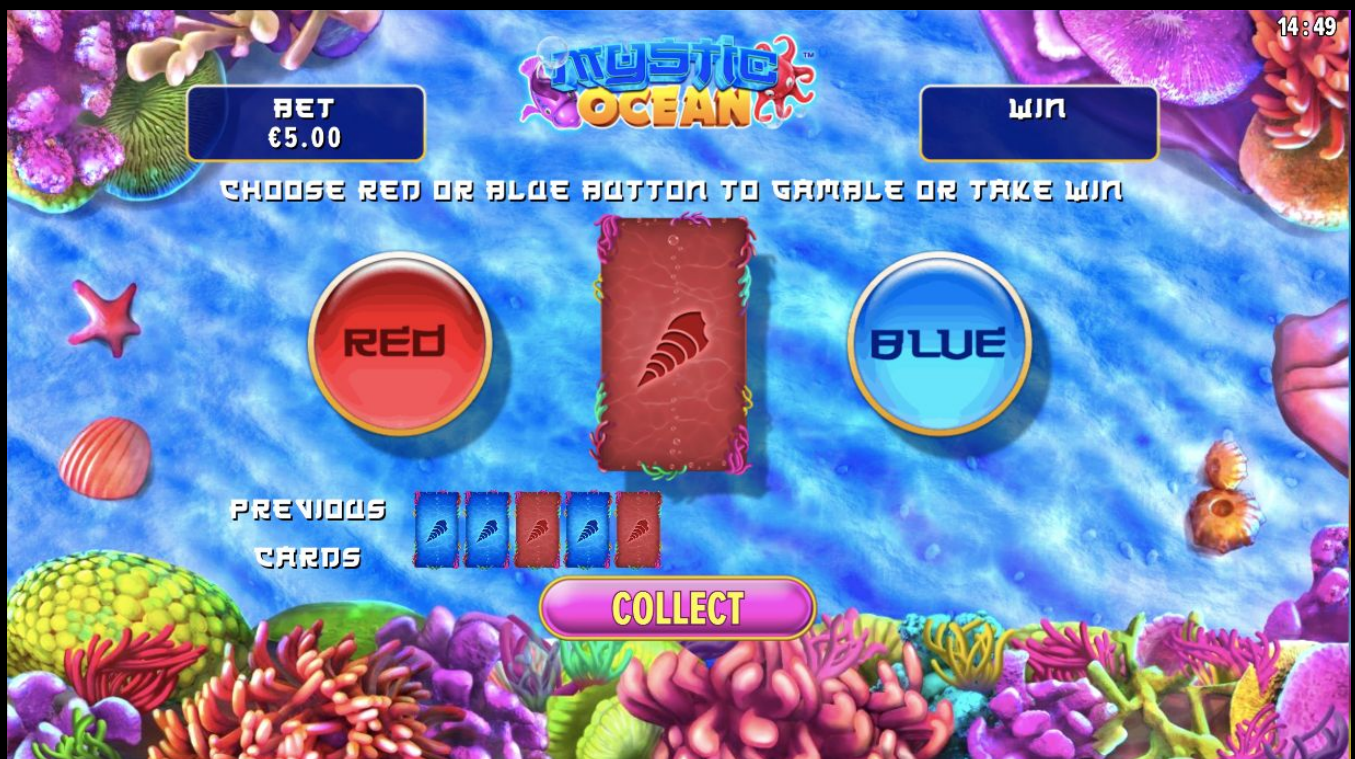 14:49
MYSTIC
OCEAN™
BET
€5.00
WIN
CHOOSE RED OR BLUE BUTTON TO GAMBLE OR TAKE WIN
RED
BLUE
PREVIOUS
CARDS
COLLECT